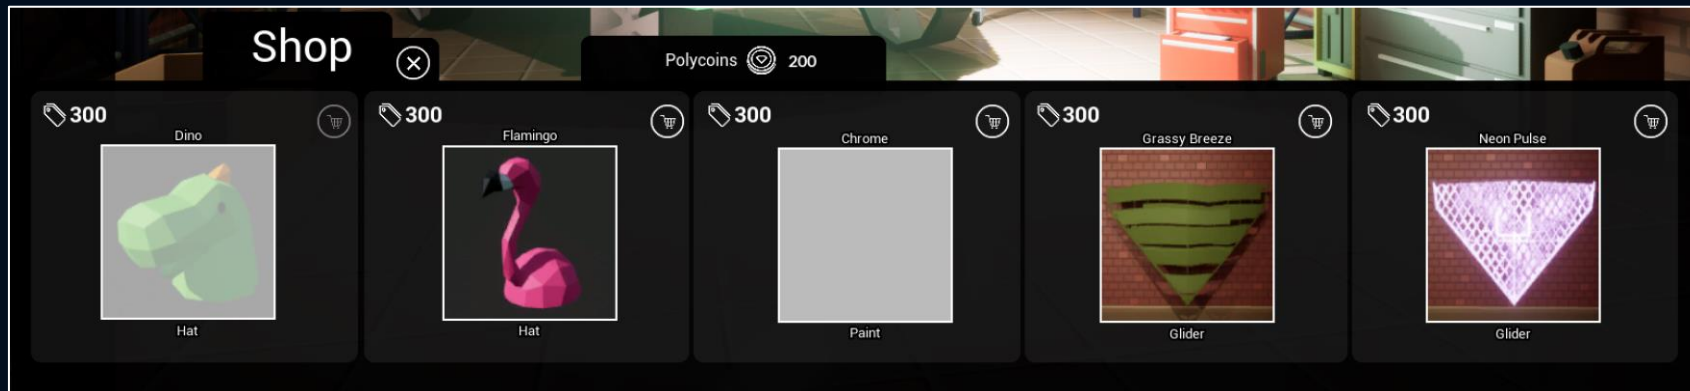 Shop
Polycoins 200
300
Dino
Hat
300
Flamingo
Hat
300
Chrome
Paint
300
Grassy Breeze
Glider
300
Neon Pulse
Glider